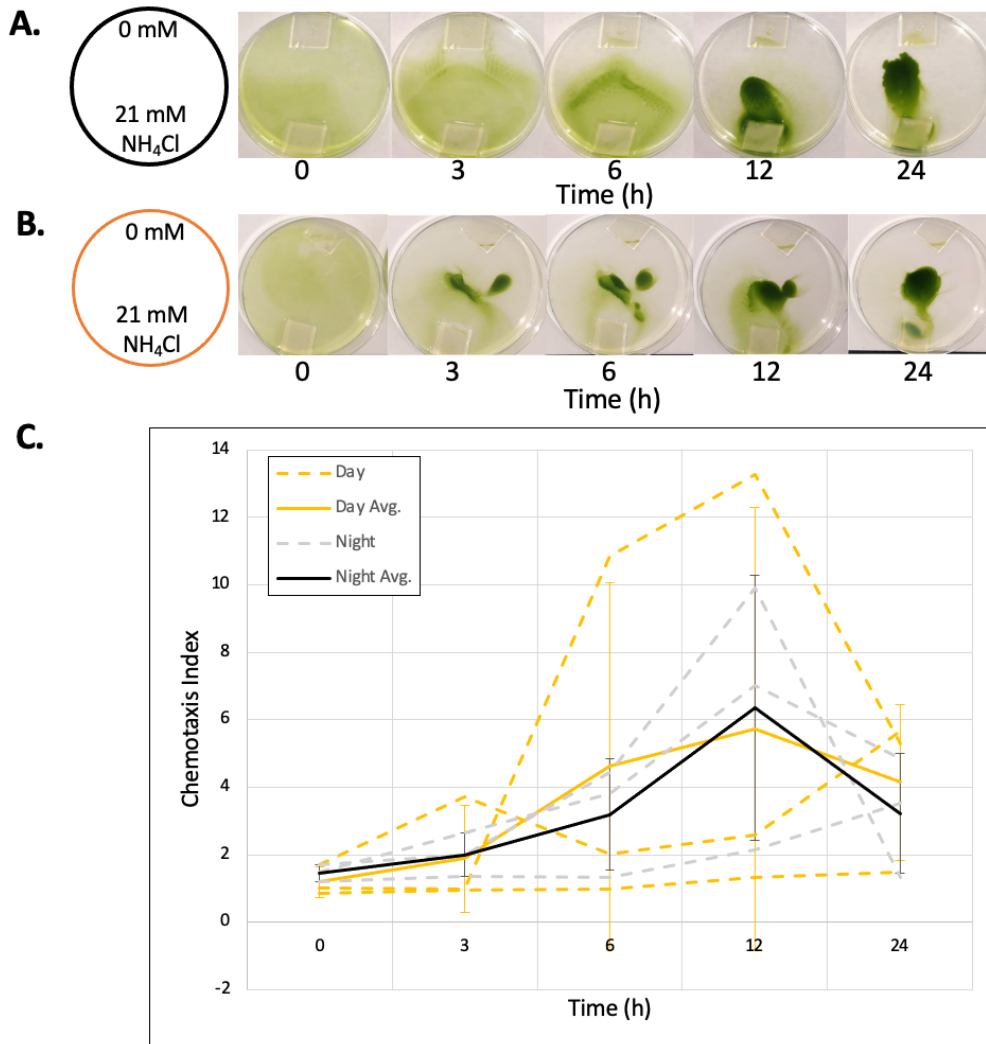 A.
0 mM
21 mM
NH₄Cl
0 3 6 12 24
Time (h)
B.
0 mM
21 mM
NH₄Cl
0 3 6 12 24
Time (h)
C.
14
12
10
8
6
4
2
0
-2
Day
Day Avg.
Night
Night Avg.
Chemotaxis Index
0 3 6 12 24
Time (h)